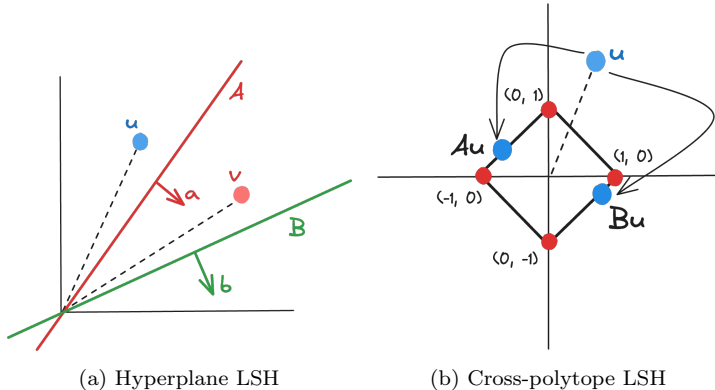 A
u
a
v
B
b
(a) Hyperplane LSH
u
(0, 1)
Au
(1, 0)
(-1, 0)
Bu
(0, -1)
(b) Cross-polytope LSH